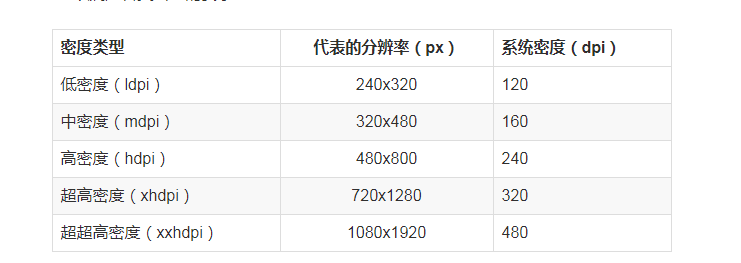 密度类型 代表的分辨率（px） 系统密度（dpi）
低密度（ldpi） 240x320 120
中密度（mdpi） 320x480 160
高密度（hdpi） 480x800 240
超高密度（xhdpi） 720x1280 320
超超高密度（xxhdpi） 1080x1920 480